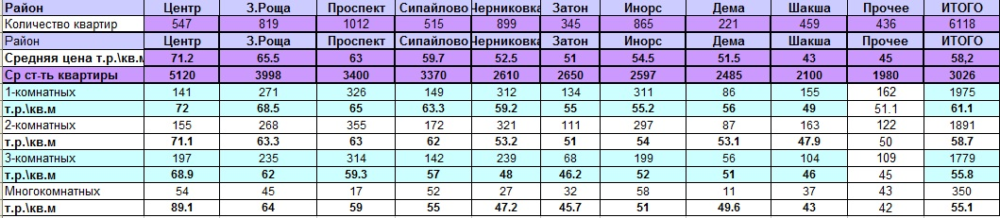 Район Центр З.Роща Проспект Сипайлово Черниковка Затон Инорс Дема Шакша Прочее ИТОГО
Количество квартир 547 819 1012 515 899 345 865 221 459 436 6118
Район Центр З.Роща Проспект Сипайлово Черниковка Затон Инорс Дема Шакша Прочее ИТОГО
Средняя цена т.р.\кв.м 71.2 65.5 63 59.7 52.5 51 54.5 51.5 43 45 58,2
Ср ст-ть квартиры 5120 3998 3400 3370 2610 2650 2597 2485 2100 1980 3026
1-комнатных 141 271 326 149 312 134 311 86 155 162 1975
т.р.\кв.м 72 68.5 65 63.3 59.2 55 55.2 56 49 51.1 61.1
2-комнатных 155 268 355 172 321 111 297 87 163 122 1891
т.р.\кв.м 71.1 63.3 63 62 53.2 51 54 53.1 47.9 50 58.7
3-комнатных 197 235 314 142 239 68 199 56 104 109 1779
т.р.\кв.м 68.9 62 59.3 57 48 46.2 52 51 46 45 55.8
Многокомнатных 54 45 17 52 27 32 58 11 37 43 350
т.р.\кв.м 89.1 64 59 55 47.2 45.7 51 49.6 43 42 55.1